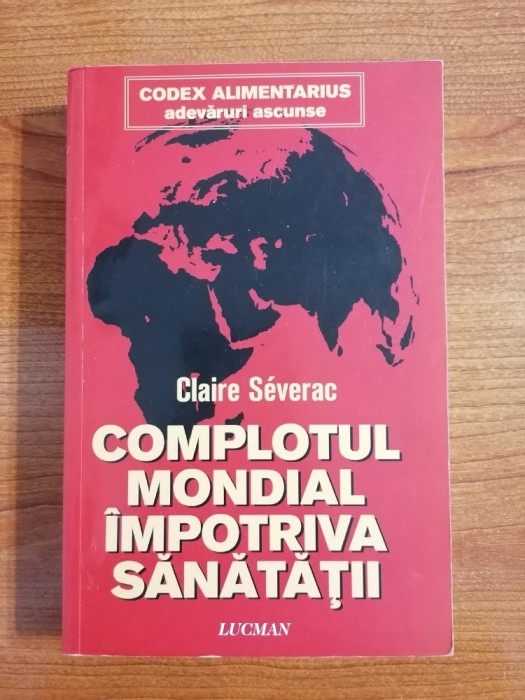 CODEX ALIMENTARIUS
adevăruri ascunse
Claire Séverac
COMPLOTUL
MONDIAL
ÎMPOTRIVA
SĂNĂTĂŢII
LUCMAN